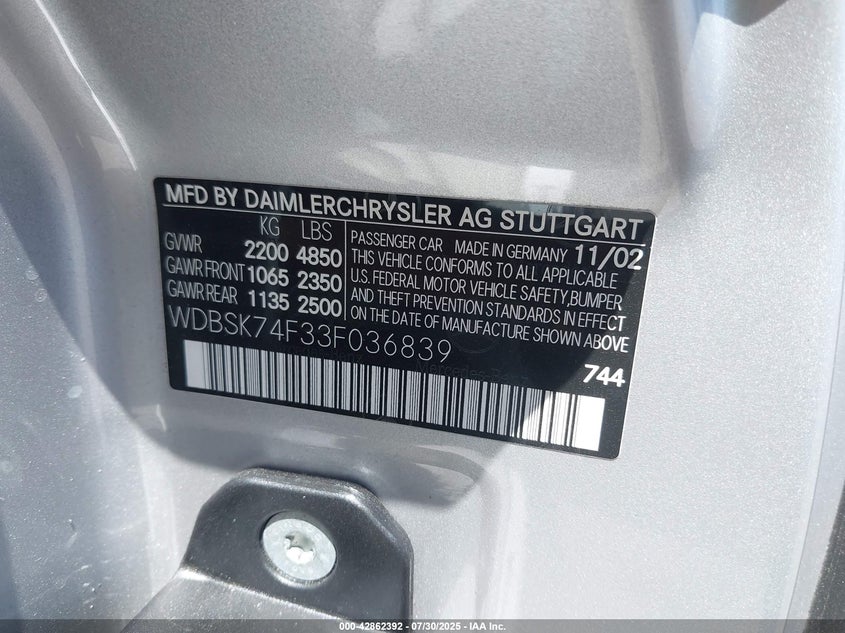 MFD BY DAIMLERCHRYSLER AG STUTTGART
KG LBS
GVWR 2200 4850
GAWR FRONT 1065 2350
GAWR REAR 1135 2500
PASSENGER CAR MADE IN GERMANY 11/02
THIS VEHICLE CONFORMS TO ALL APPLICABLE
U.S. FEDERAL MOTOR VEHICLE SAFETY,BUMPER
AND THEFT PREVENTION STANDARDS IN EFFECT
ON THE DATE OF MANUFACTURE SHOWN ABOVE
WDBSK74F33F036839
Mercedes-Benz
744
000-42862392 - 07/30/2025 - IAA Inc.